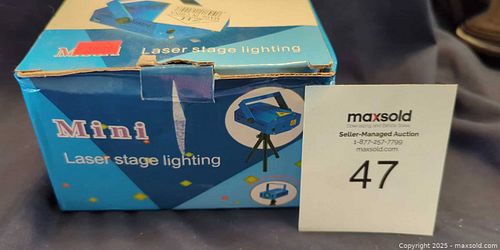 Laser stage lighting
Mini
Laser stage lighting
maxsold
Seller-Managed Auction
1-877-257-7799
maxsold.com
47
Copyright 2025 - maxsold.com